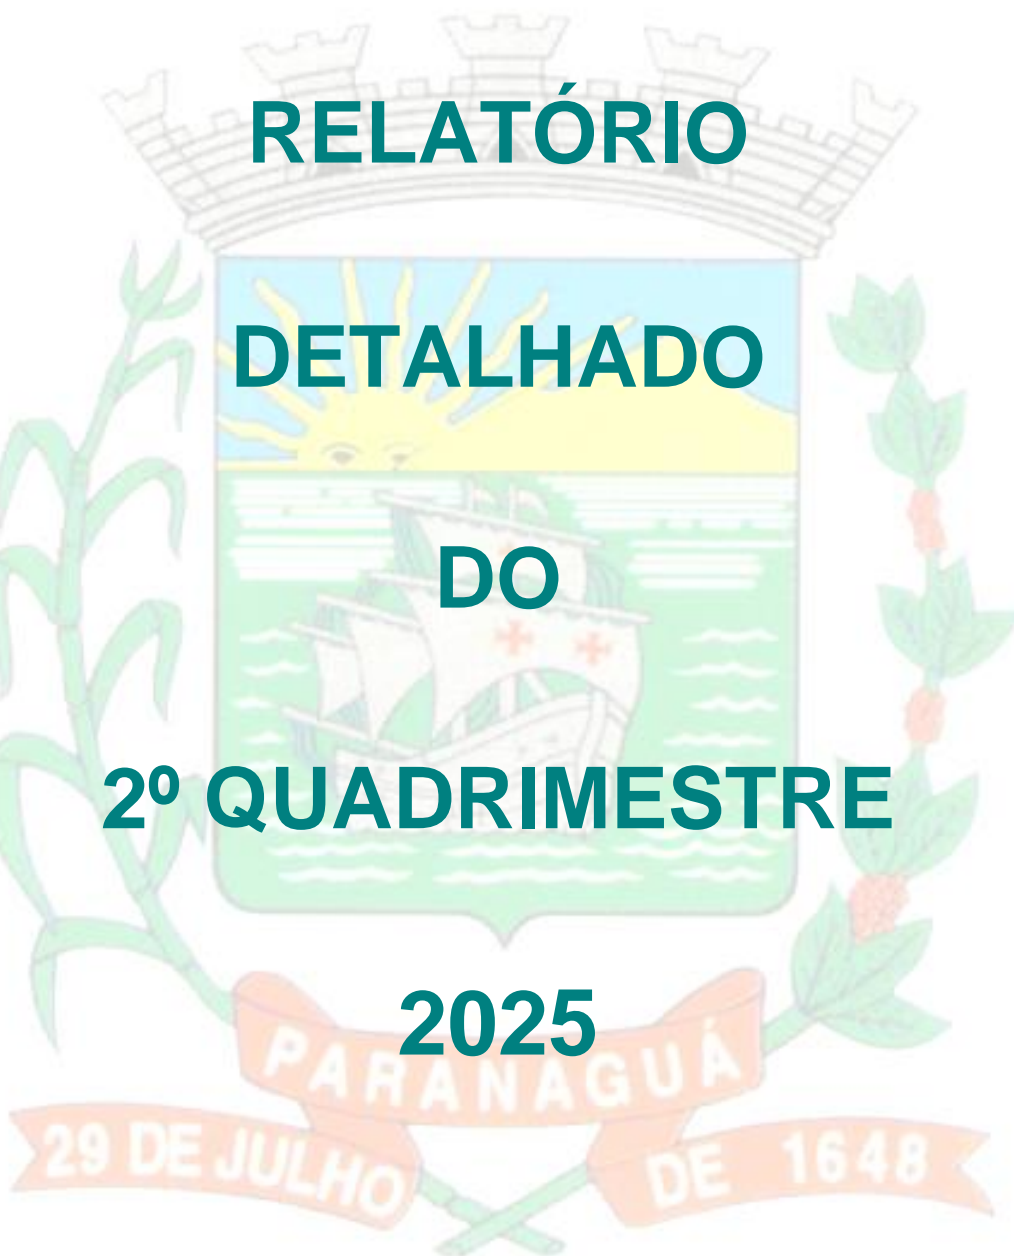 RELATÓRIO
DETALHADO
DO
2º QUADRIMESTRE
2025
PARANAGUÁ
29 DE JULHO DE 1648